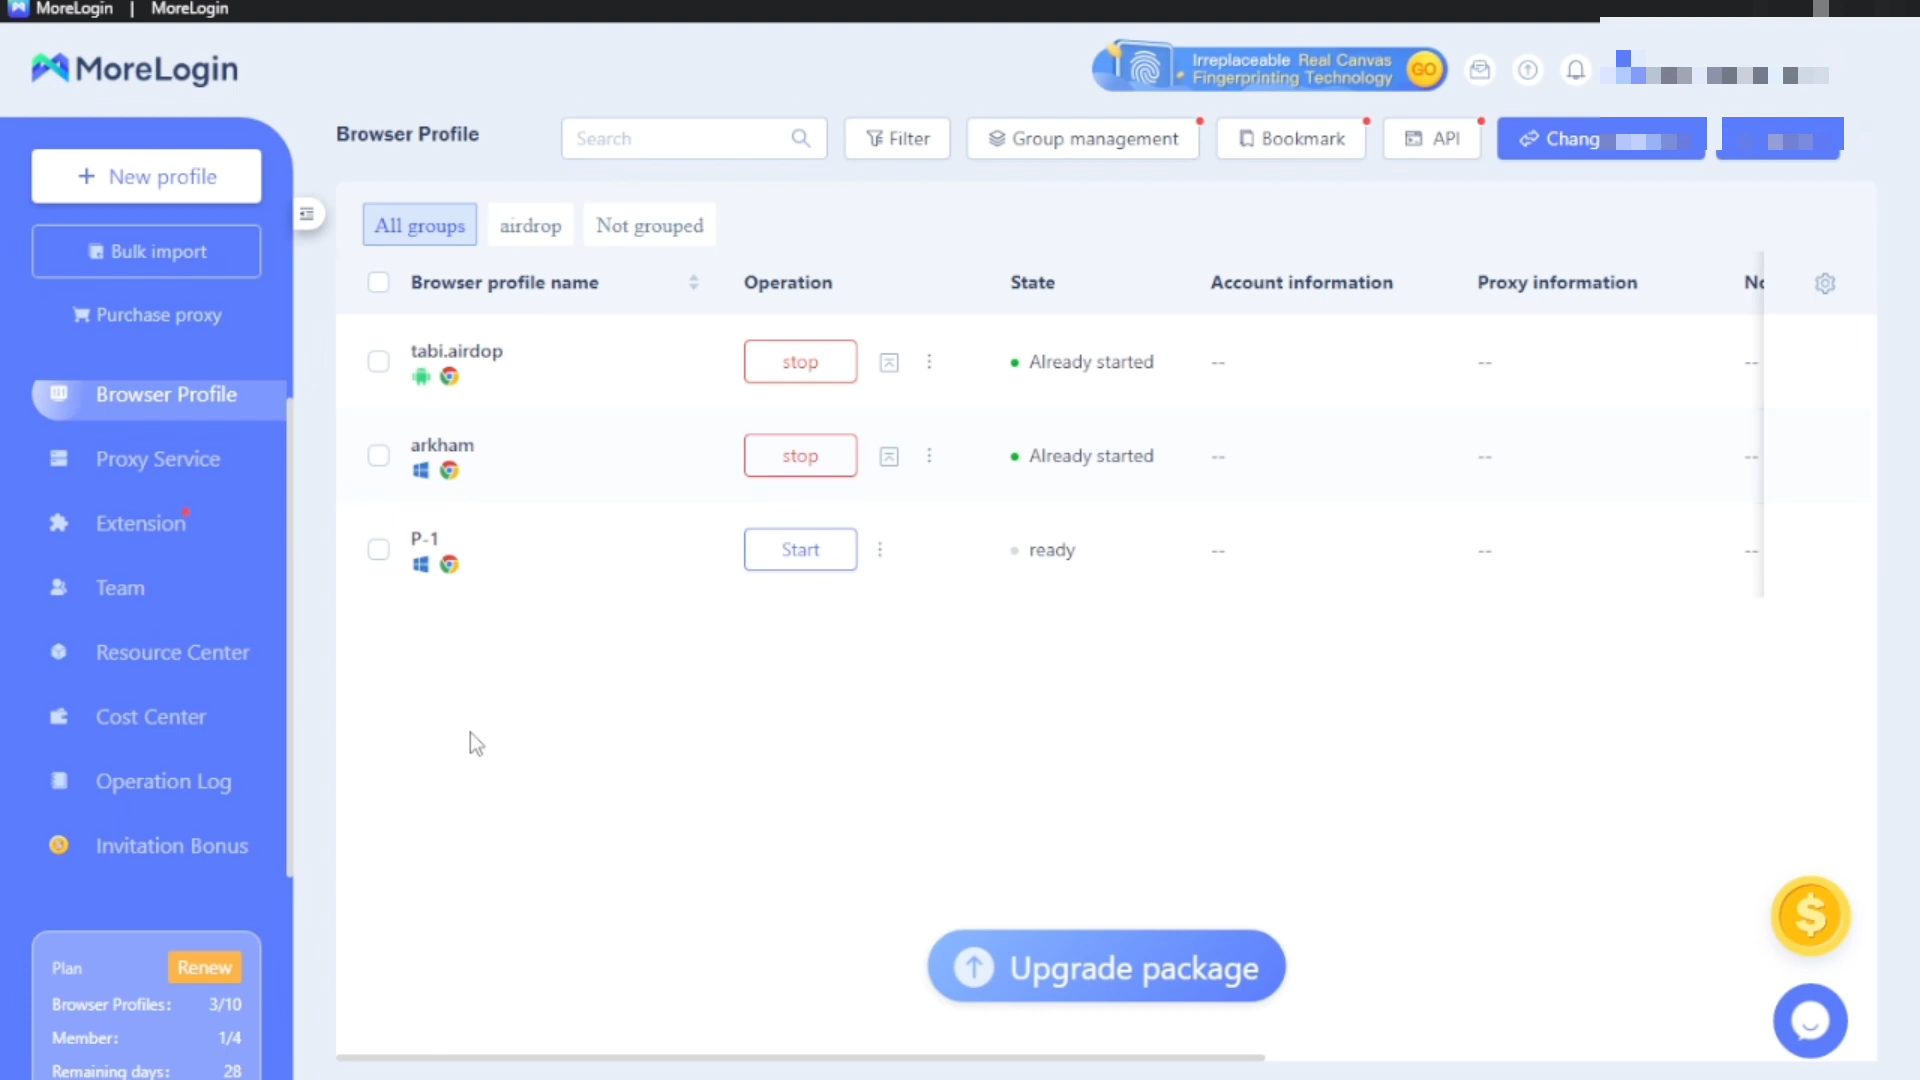 MoreLogin | MoreLogin
MoreLogin
Irreplaceable Real Canvas
Fingerprinting Technology
GO
Browser Profile
Search
Filter
Group management
Bookmark
API
Chang
+ New profile
Bulk import
Purchase proxy
Browser Profile
Proxy Service
Extension
Team
Resource Center
Cost Center
Operation Log
Invitation Bonus
Plan
Renew
Browser Profiles: 3/10
Member: 1/4
Remaining days: 28
All groups
airdrop
Not grouped
Browser profile name
Operation
State
Account information
Proxy information
tabi.airdop
stop
Already started
--
--
--
arkham
stop
Already started
--
--
--
P-1
Start
ready
--
--
--
Upgrade package